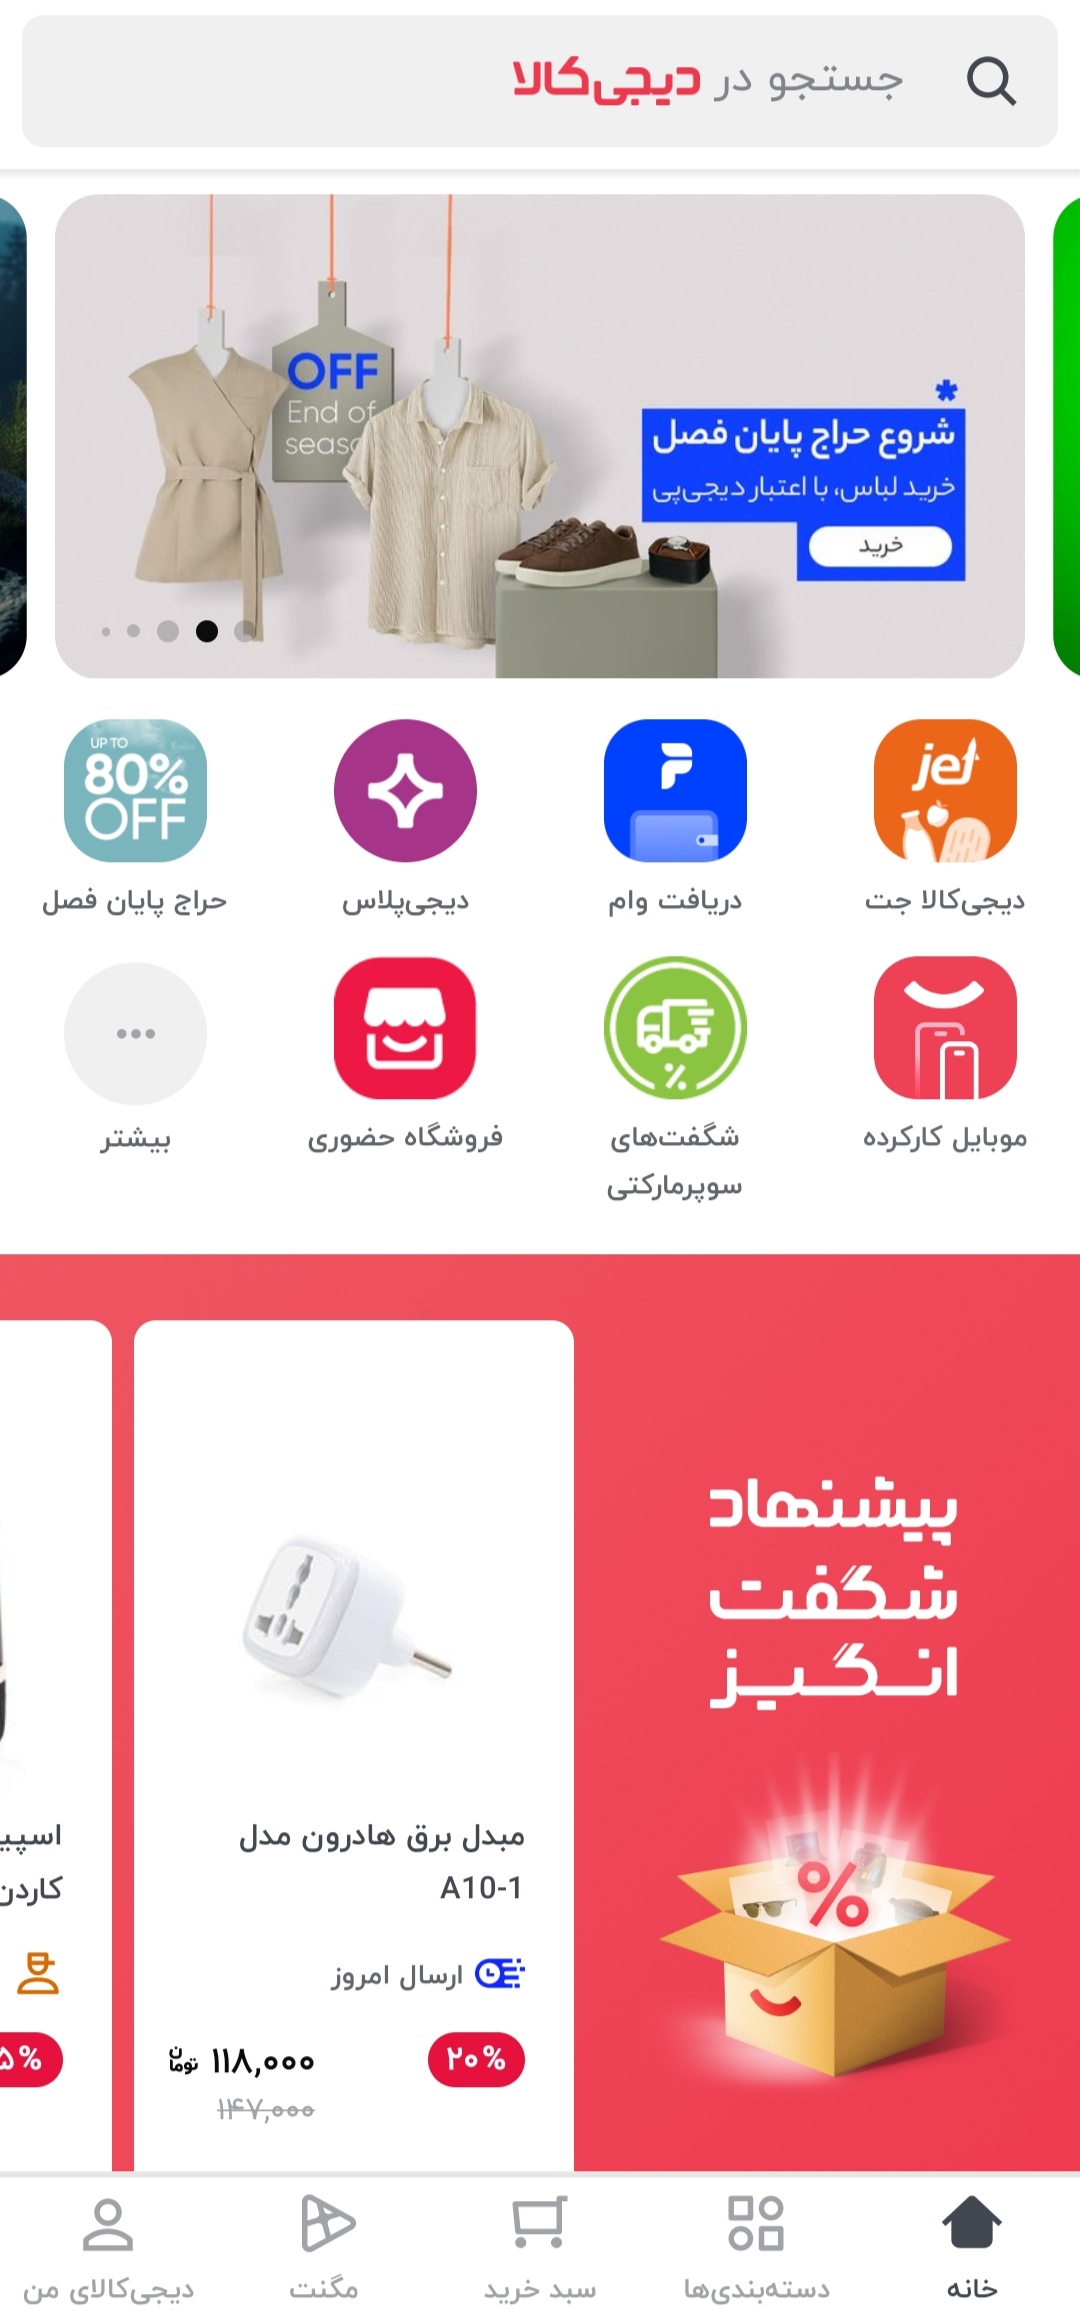 جستجو در دیجی‌کالا
OFF
End of
seaso
شروع حراج پایان فصل
خرید لباس، با اعتبار دیجی‌پی
خرید
jet
دیجی‌کالا جت
دریافت وام
دیجی‌پلاس
UP TO
80%
OFF
حراج پایان فصل
موبایل کارکرده
شگفت‌های
سوپرمارکتی
فروشگاه حضوری
بیشتر
پیشنهاد
شگفت
انگیز
%
مبدل برق هادرون مدل
A10-1
ارسال امروز
۲۰%
۱۱۸,۰۰۰ تومان
۱۴۷,۰۰۰
اسپی
کاردن
۵%
خانه
دسته‌بندی‌ها
سبد خرید
مگنت
دیجی‌کالای من